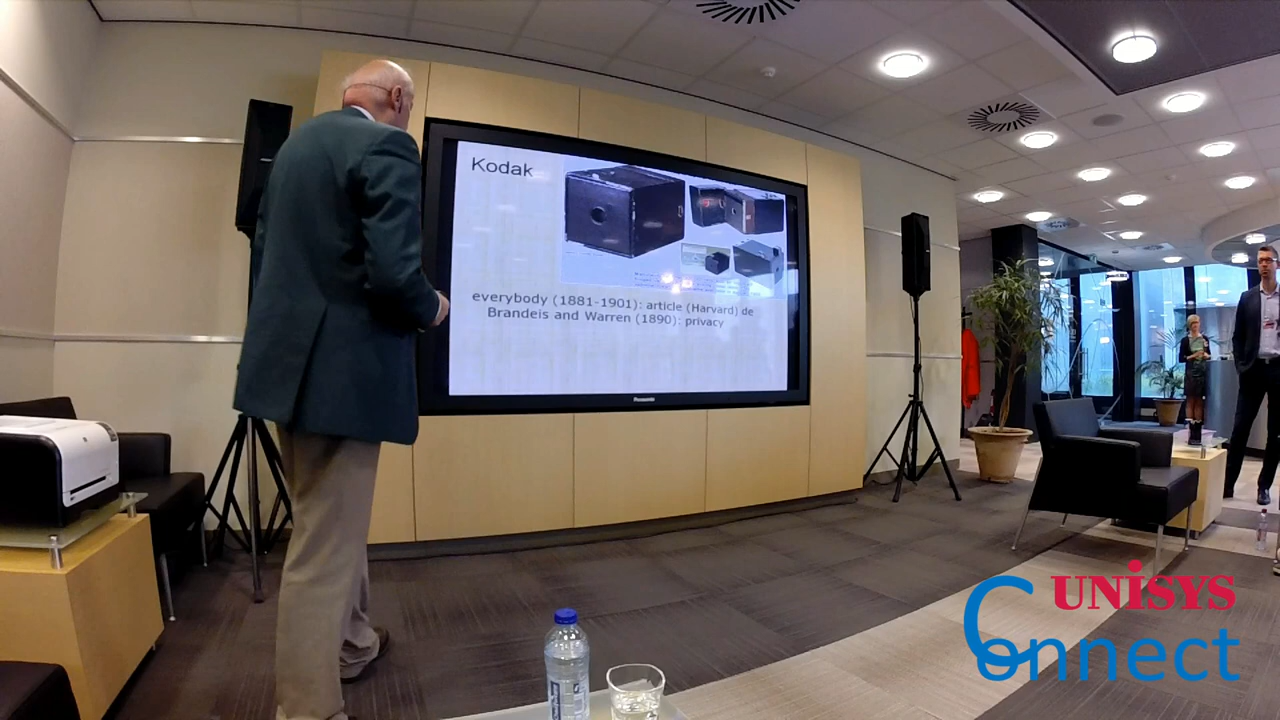 Kodak
everybody (1881-1901): article (Harvard) de
Brandeis and Warren (1890): privacy
Panasonic
UNISYS
Connect